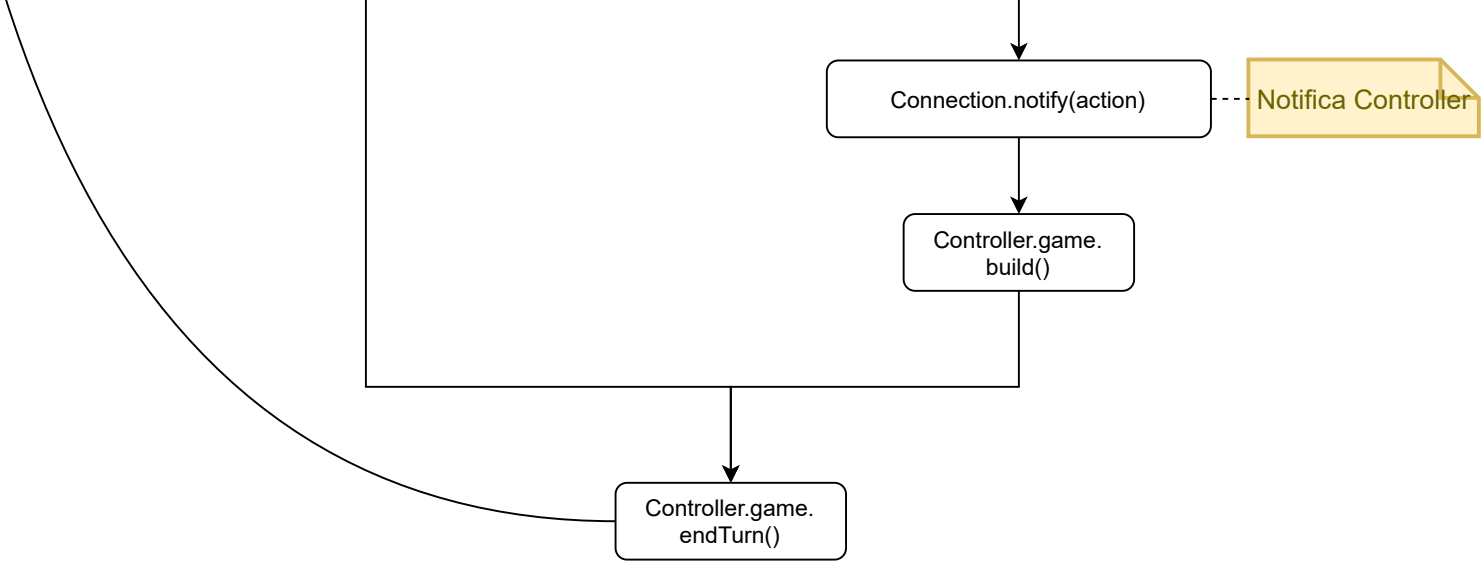 Connection.notify(action)
Notifica Controller
Controller.game.
build()
Controller.game.
endTurn()